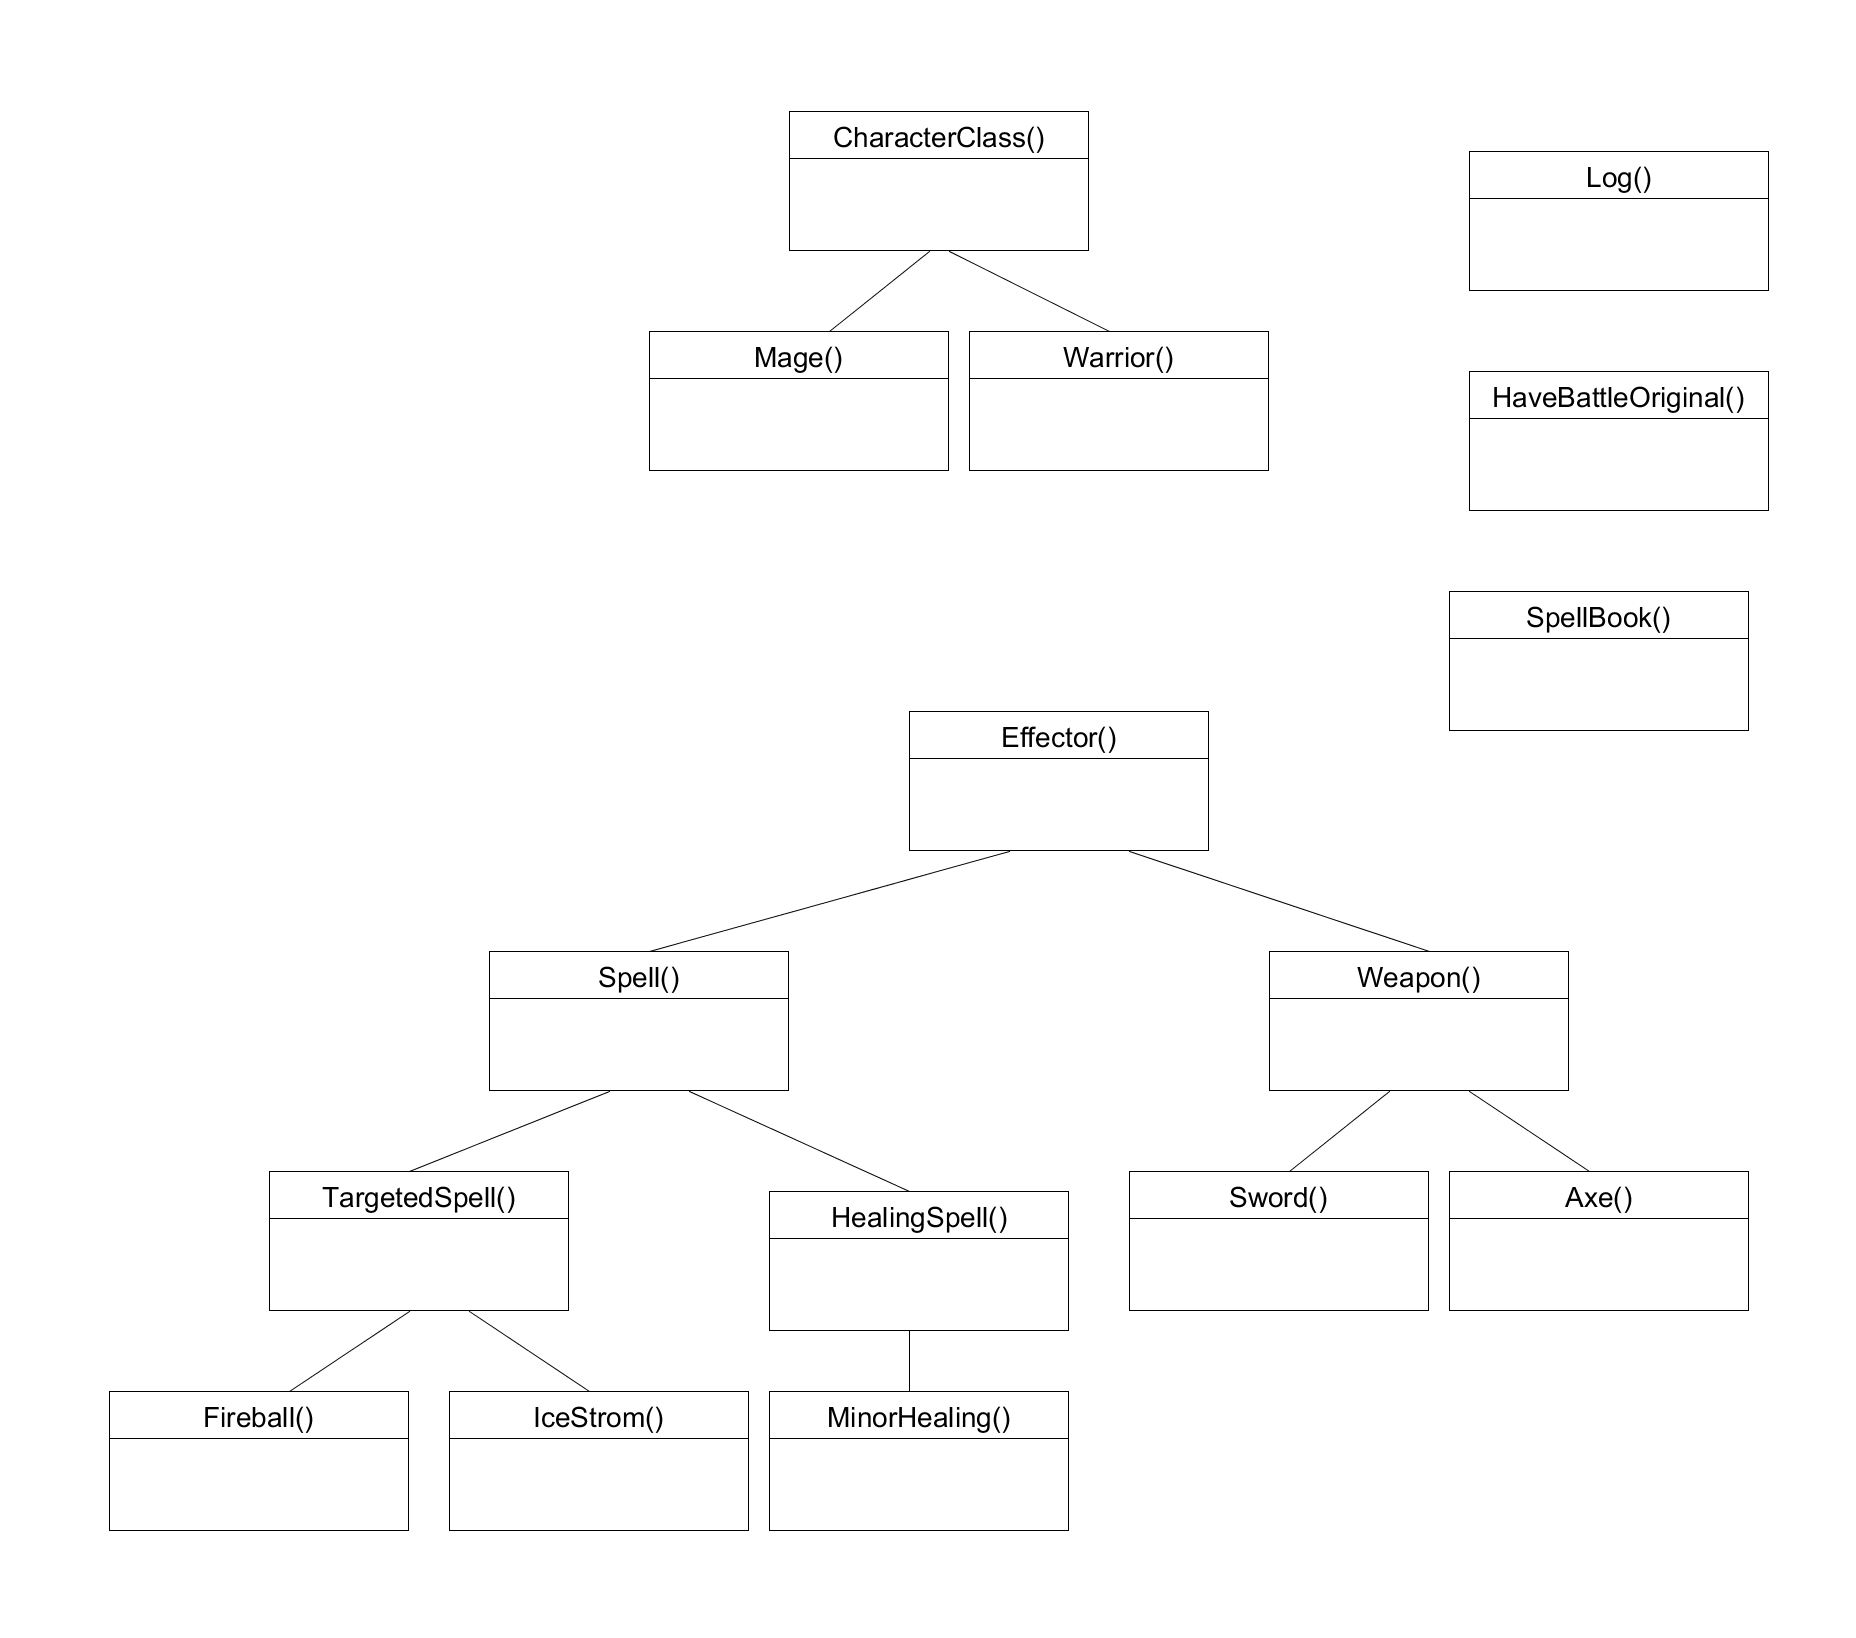 CharacterClass()
Log()
Mage()
Warrior()
HaveBattleOriginal()
SpellBook()
Effector()
Spell()
Weapon()
TargetedSpell()
HealingSpell()
Sword()
Axe()
Fireball()
IceStrom()
MinorHealing()